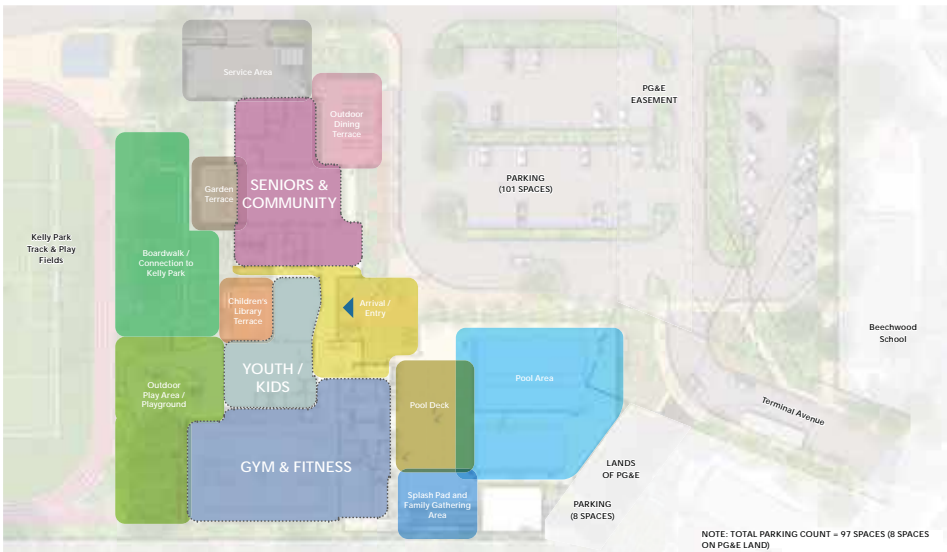 Service Area
PG&E
EASEMENT
Outdoor
Dining
Terrace
PARKING
(101 SPACES)
Garden
Terrace
SENIORS &
COMMUNITY
Kelly Park
Track & Play
Fields
Boardwalk /
Connection to
Kelly Park
Children's
Library
Terrace
Arrival /
Entry
Beechwood
School
YOUTH /
KIDS
Pool Area
Outdoor
Play Area /
Playground
Pool Deck
Terminal Avenue
GYM & FITNESS
LANDS
OF PG&E
Splash Pad and
Family Gathering
Area
PARKING
(8 SPACES)
NOTE: TOTAL PARKING COUNT = 97 SPACES (8 SPACES
ON PG&E LAND)